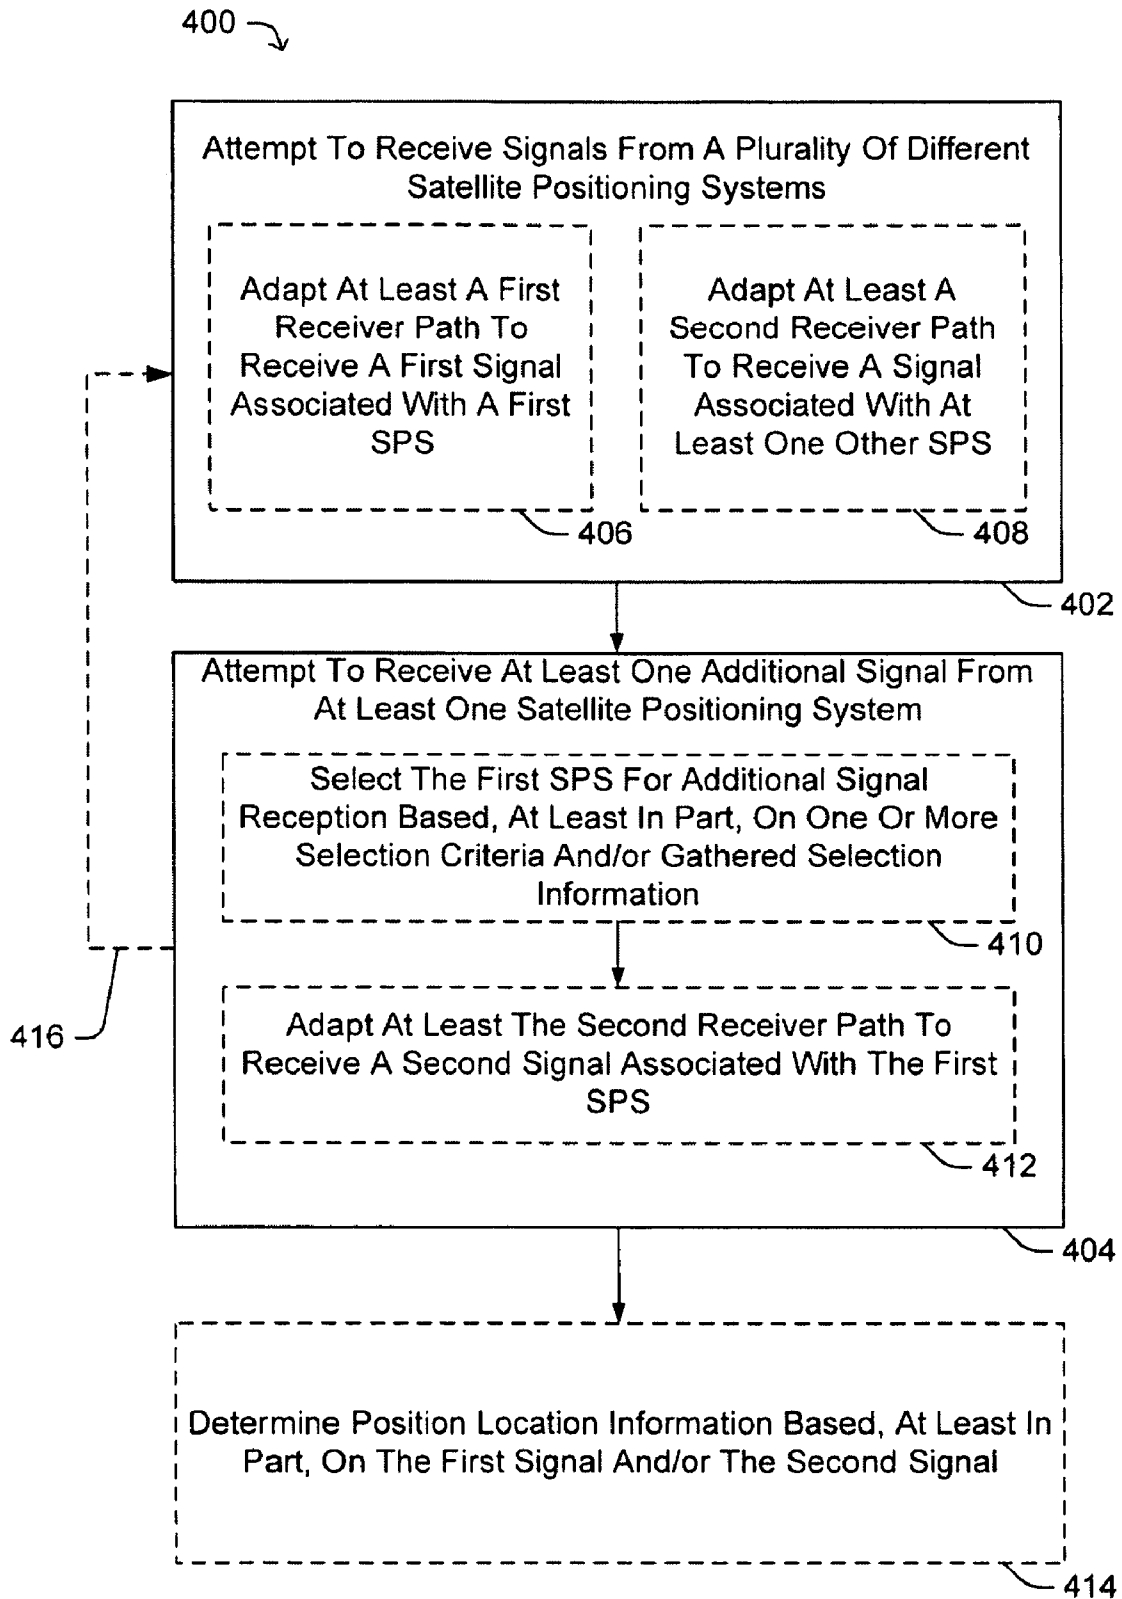 400
Attempt To Receive Signals From A Plurality Of Different
Satellite Positioning Systems
Adapt At Least A First
Receiver Path To
Receive A First Signal
Associated With A First
SPS
406
Adapt At Least A
Second Receiver Path
To Receive A Signal
Associated With At
Least One Other SPS
408
402
Attempt To Receive At Least One Additional Signal From
At Least One Satellite Positioning System
Select The First SPS For Additional Signal
Reception Based, At Least In Part, On One Or More
Selection Criteria And/or Gathered Selection
Information
410
416
Adapt At Least The Second Receiver Path To
Receive A Second Signal Associated With The First
SPS
412
404
Determine Position Location Information Based, At Least In
Part, On The First Signal And/or The Second Signal
414